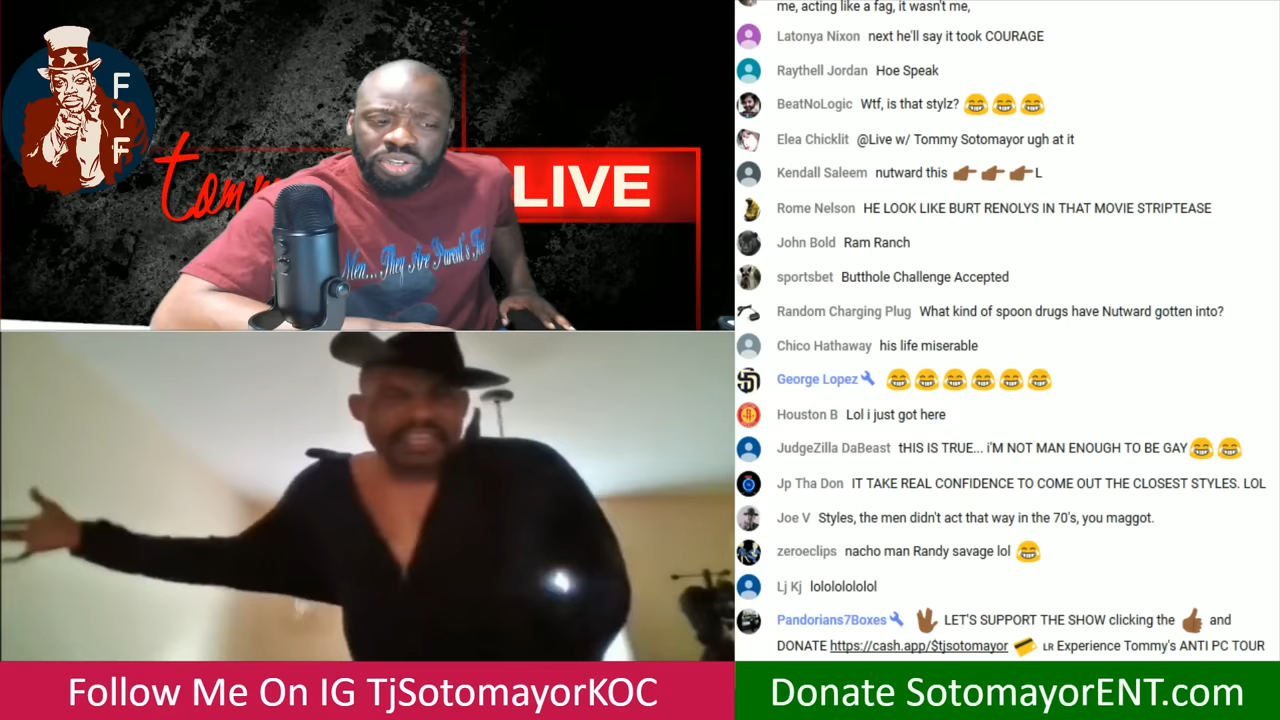 F
Y
F
tom
LIVE
Men... They Are Parent's Too!
Follow Me On IG TjSotomayorKOC
me, acting like a fag, it wasn't me,
Latonya Nixon next he'll say it took COURAGE
Raythell Jordan Hoe Speak
BeatNoLogic Wtf, is that stylz? 😂😂😂
Elea Chicklit @Live w/ Tommy Sotomayor ugh at it
Kendall Saleem nutward this 👉🏾👉🏾👉🏾L
Rome Nelson HE LOOK LIKE BURT RENOLYS IN THAT MOVIE STRIPTEASE
John Bold Ram Ranch
sportsbet Butthole Challenge Accepted
Random Charging Plug What kind of spoon drugs have Nutward gotten into?
Chico Hathaway his life miserable
George Lopez 🔧 😂😂😂😂😂😂
Houston B Lol i just got here
JudgeZilla DaBeast tHIS IS TRUE... i'M NOT MAN ENOUGH TO BE GAY😂😂
Jp Tha Don IT TAKE REAL CONFIDENCE TO COME OUT THE CLOSEST STYLES. LOL
Joe V Styles, the men didn't act that way in the 70's, you maggot.
zeroeclips nacho man Randy savage lol 😂
Lj Kj lolololololol
Pandorians7Boxes 🔧 🖖🏾 LET'S SUPPORT THE SHOW clicking the 👍🏾 and
DONATE https://cash.app/$tjsotomayor 💳 LR Experience Tommy's ANTI PC TOUR
Donate SotomayorENT.com